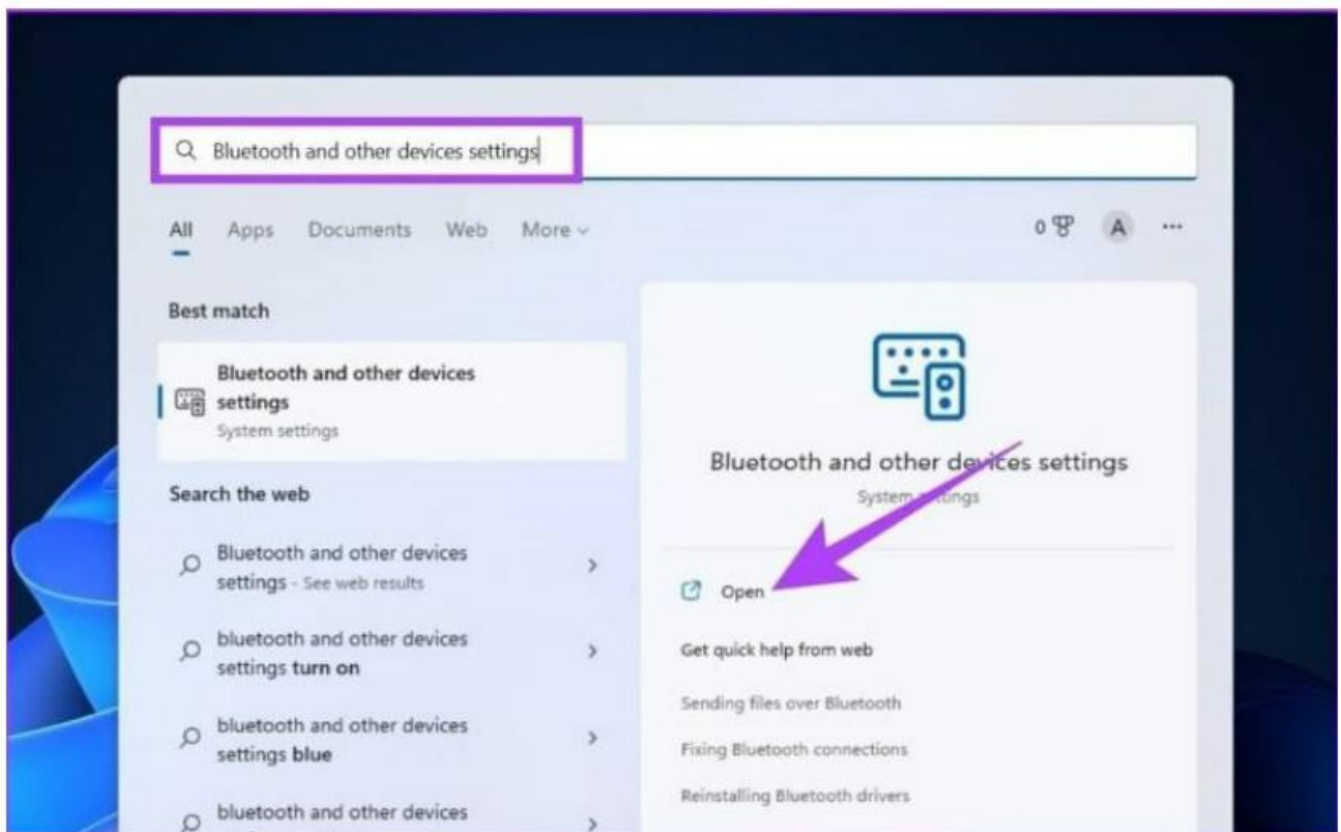 Bluetooth and other devices settings
All Apps Documents Web More
0 A ...
Best match
Bluetooth and other devices
settings
System settings
Search the web
Bluetooth and other devices
settings - See web results
bluetooth and other devices
settings turn on
bluetooth and other devices
settings blue
bluetooth and other devices
Bluetooth and other devices settings
System settings
Open
Get quick help from web
Sending files over Bluetooth
Fixing Bluetooth connections
Reinstalling Bluetooth drivers